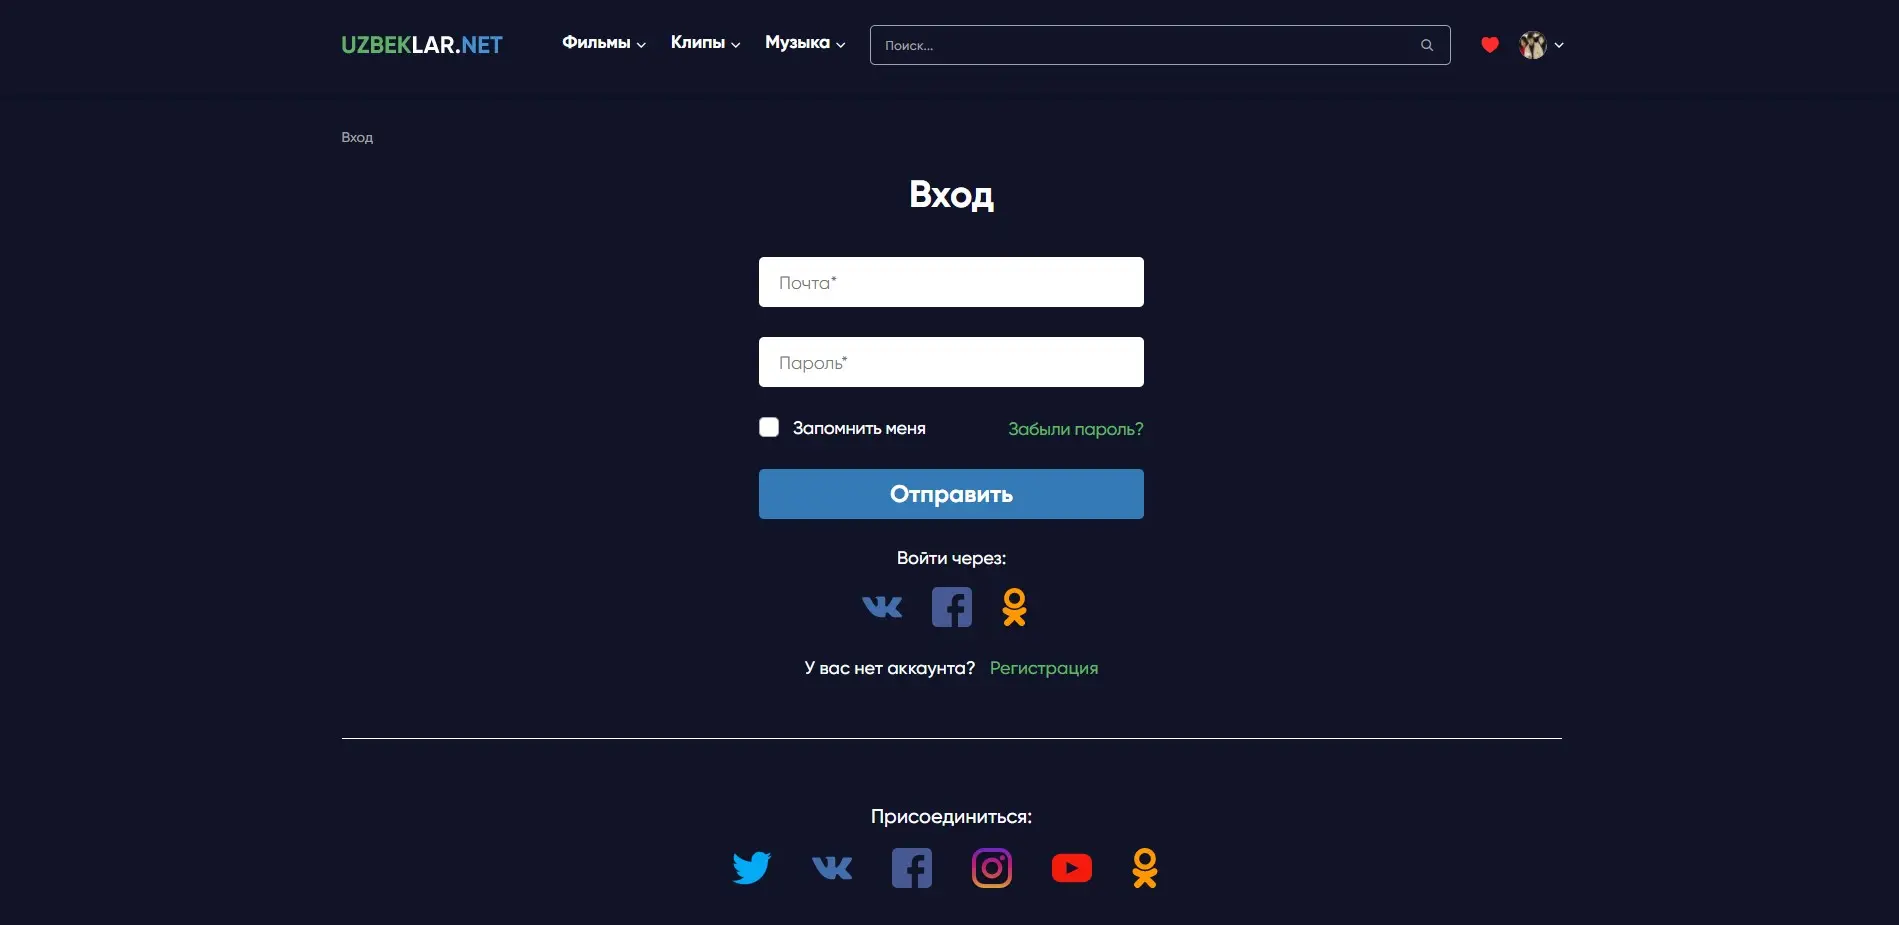 UZBEKLAR.NET
Фильмы Клипы Музыка Поиск...
Вход
Вход
Почта*
Пароль*
Запомнить меня Забыли пароль?
Отправить
Войти через:
У вас нет аккаунта? Регистрация
Присоединиться: